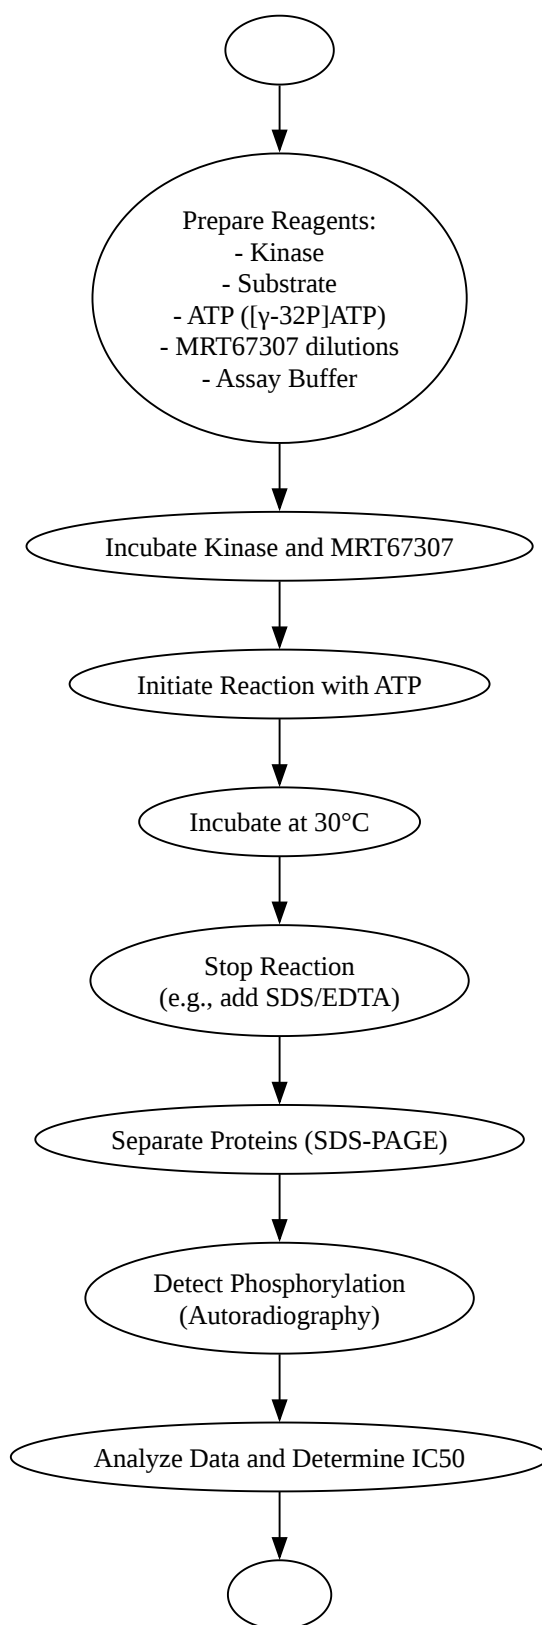 Prepare Reagents:
- Kinase
- Substrate
- ATP ([γ-32P]ATP)
- MRT67307 dilutions
- Assay Buffer
Incubate Kinase and MRT67307
Initiate Reaction with ATP
Incubate at 30°C
Stop Reaction
(e.g., add SDS/EDTA)
Separate Proteins (SDS-PAGE)
Detect Phosphorylation
(Autoradiography)
Analyze Data and Determine IC50